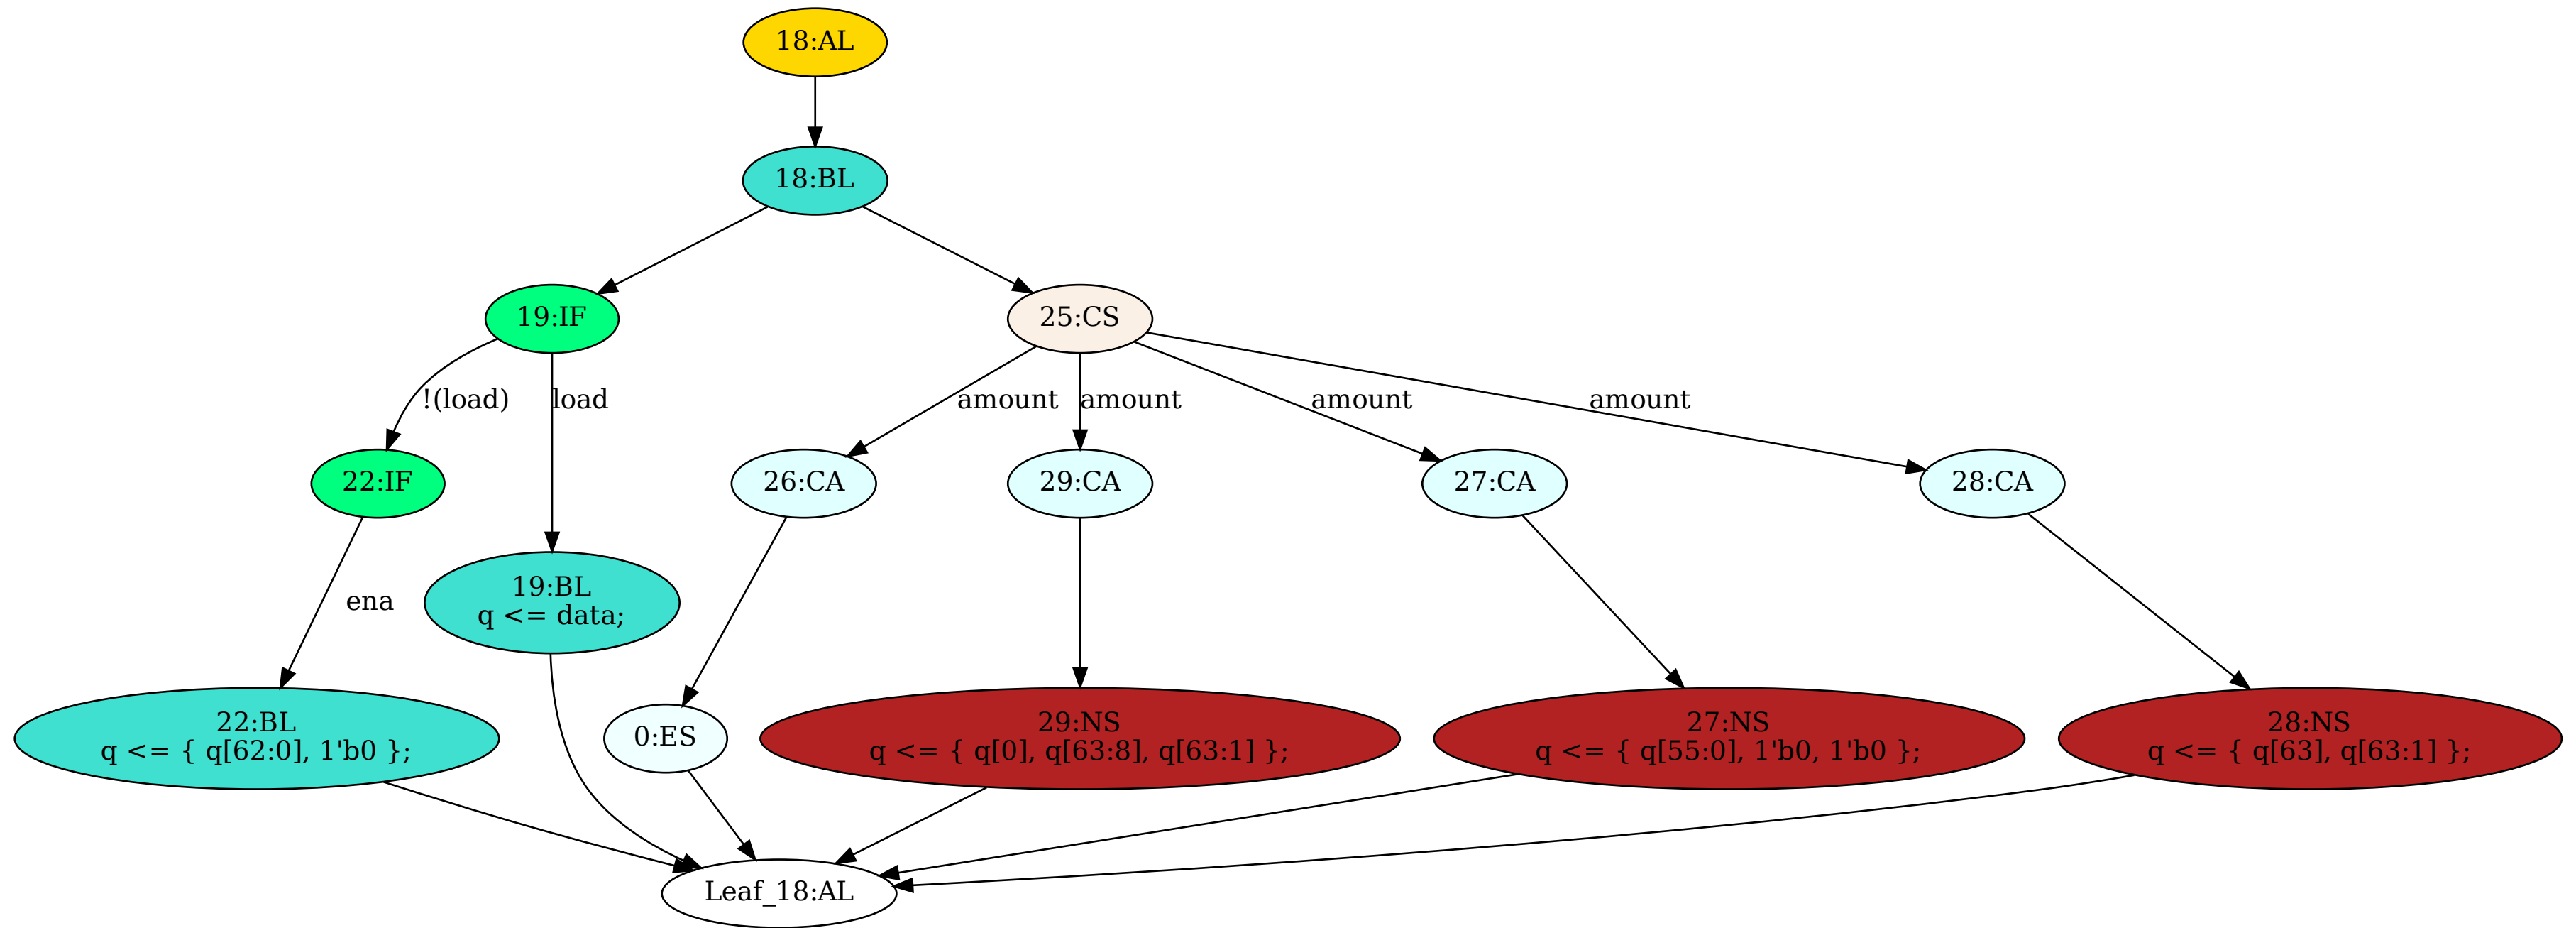 18:AL
18:BL
19:IF
25:CS
!(load)
load
amount
amount
amount
amount
22:IF
26:CA
29:CA
27:CA
28:CA
ena
19:BL
q <= data;
22:BL
q <= { q[62:0], 1'b0 };
0:ES
29:NS
q <= { q[0], q[63:8], q[63:1] };
27:NS
q <= { q[55:0], 1'b0, 1'b0 };
28:NS
q <= { q[63], q[63:1] };
Leaf_18:AL